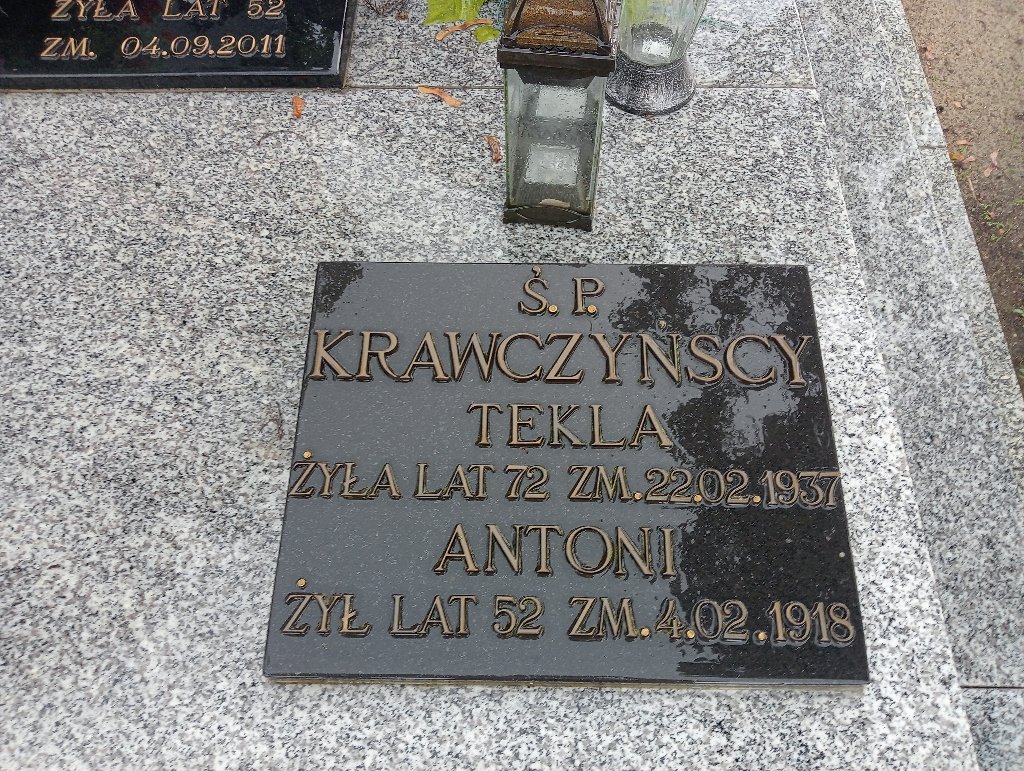 ŻYŁA LAT 52
ZM. 04.09.2011
Ś.P.
KRAWCZYŃSCY
TEKLA
ŻYŁA LAT 72 ZM.22.02.1937
ANTONI
ŻYŁ LAT 52 ZM.4.02.1918